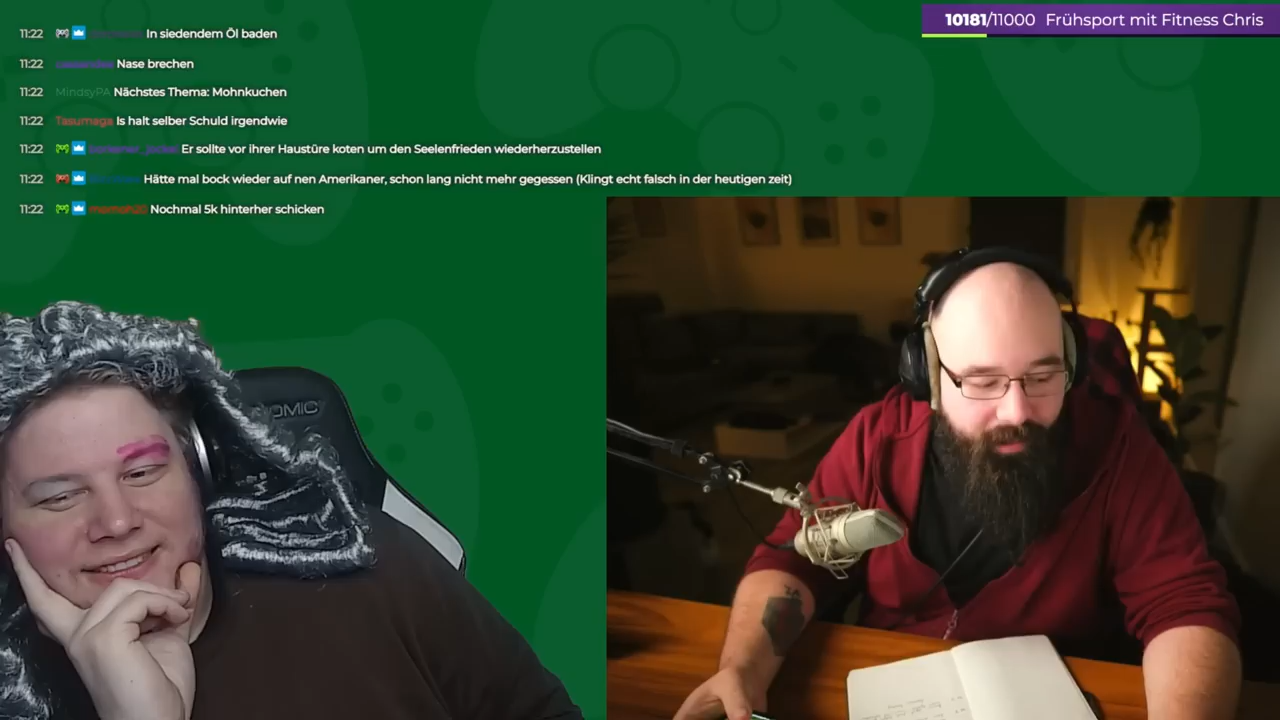 11:22 In siedendem Öl baden
11:22 Nase brechen
11:22 MindsyPA Nächstes Thema: Mohnkuchen
11:22 Tasumaga Is halt selber Schuld irgendwie
11:22 Er sollte vor ihrer Haustüre koten um den Seelenfrieden wiederherzustellen
11:22 Hätte mal bock wieder auf nen Amerikaner, schon lang nicht mehr gegessen (Klingt echt falsch in der heutigen zeit)
11:22 Nochmal 5k hinterher schicken
10181/11000 Frühsport mit Fitness Chris